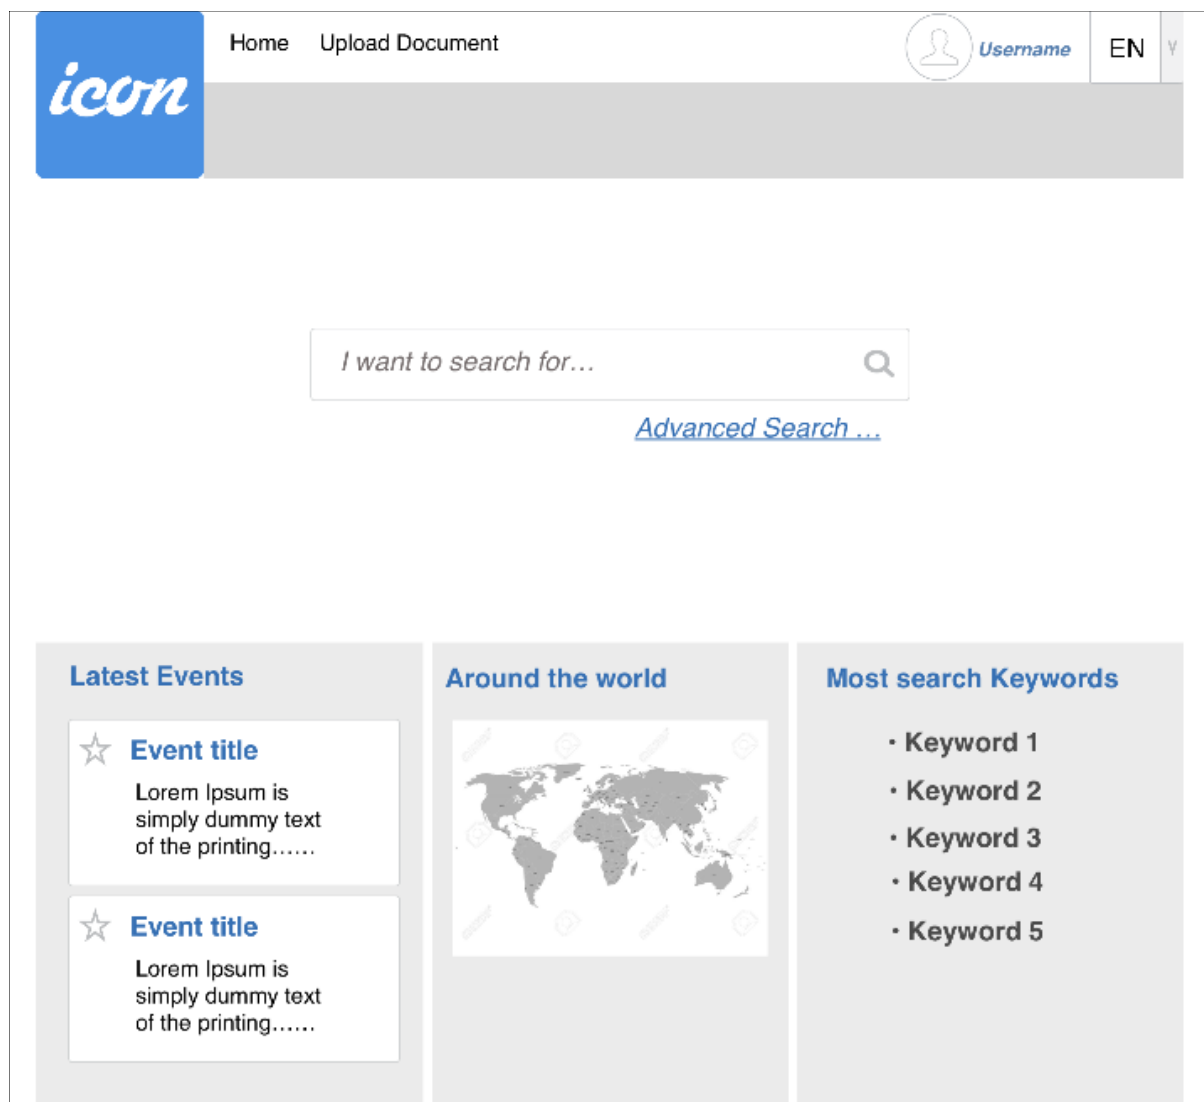 icon
Home
Upload Document
Username
EN
I want to search for…
Advanced Search …
Latest Events
Event title
Lorem Ipsum is
simply dummy text
of the printing……
Event title
Lorem Ipsum is
simply dummy text
of the printing……
Around the world
Most search Keywords
• Keyword 1
• Keyword 2
• Keyword 3
• Keyword 4
• Keyword 5